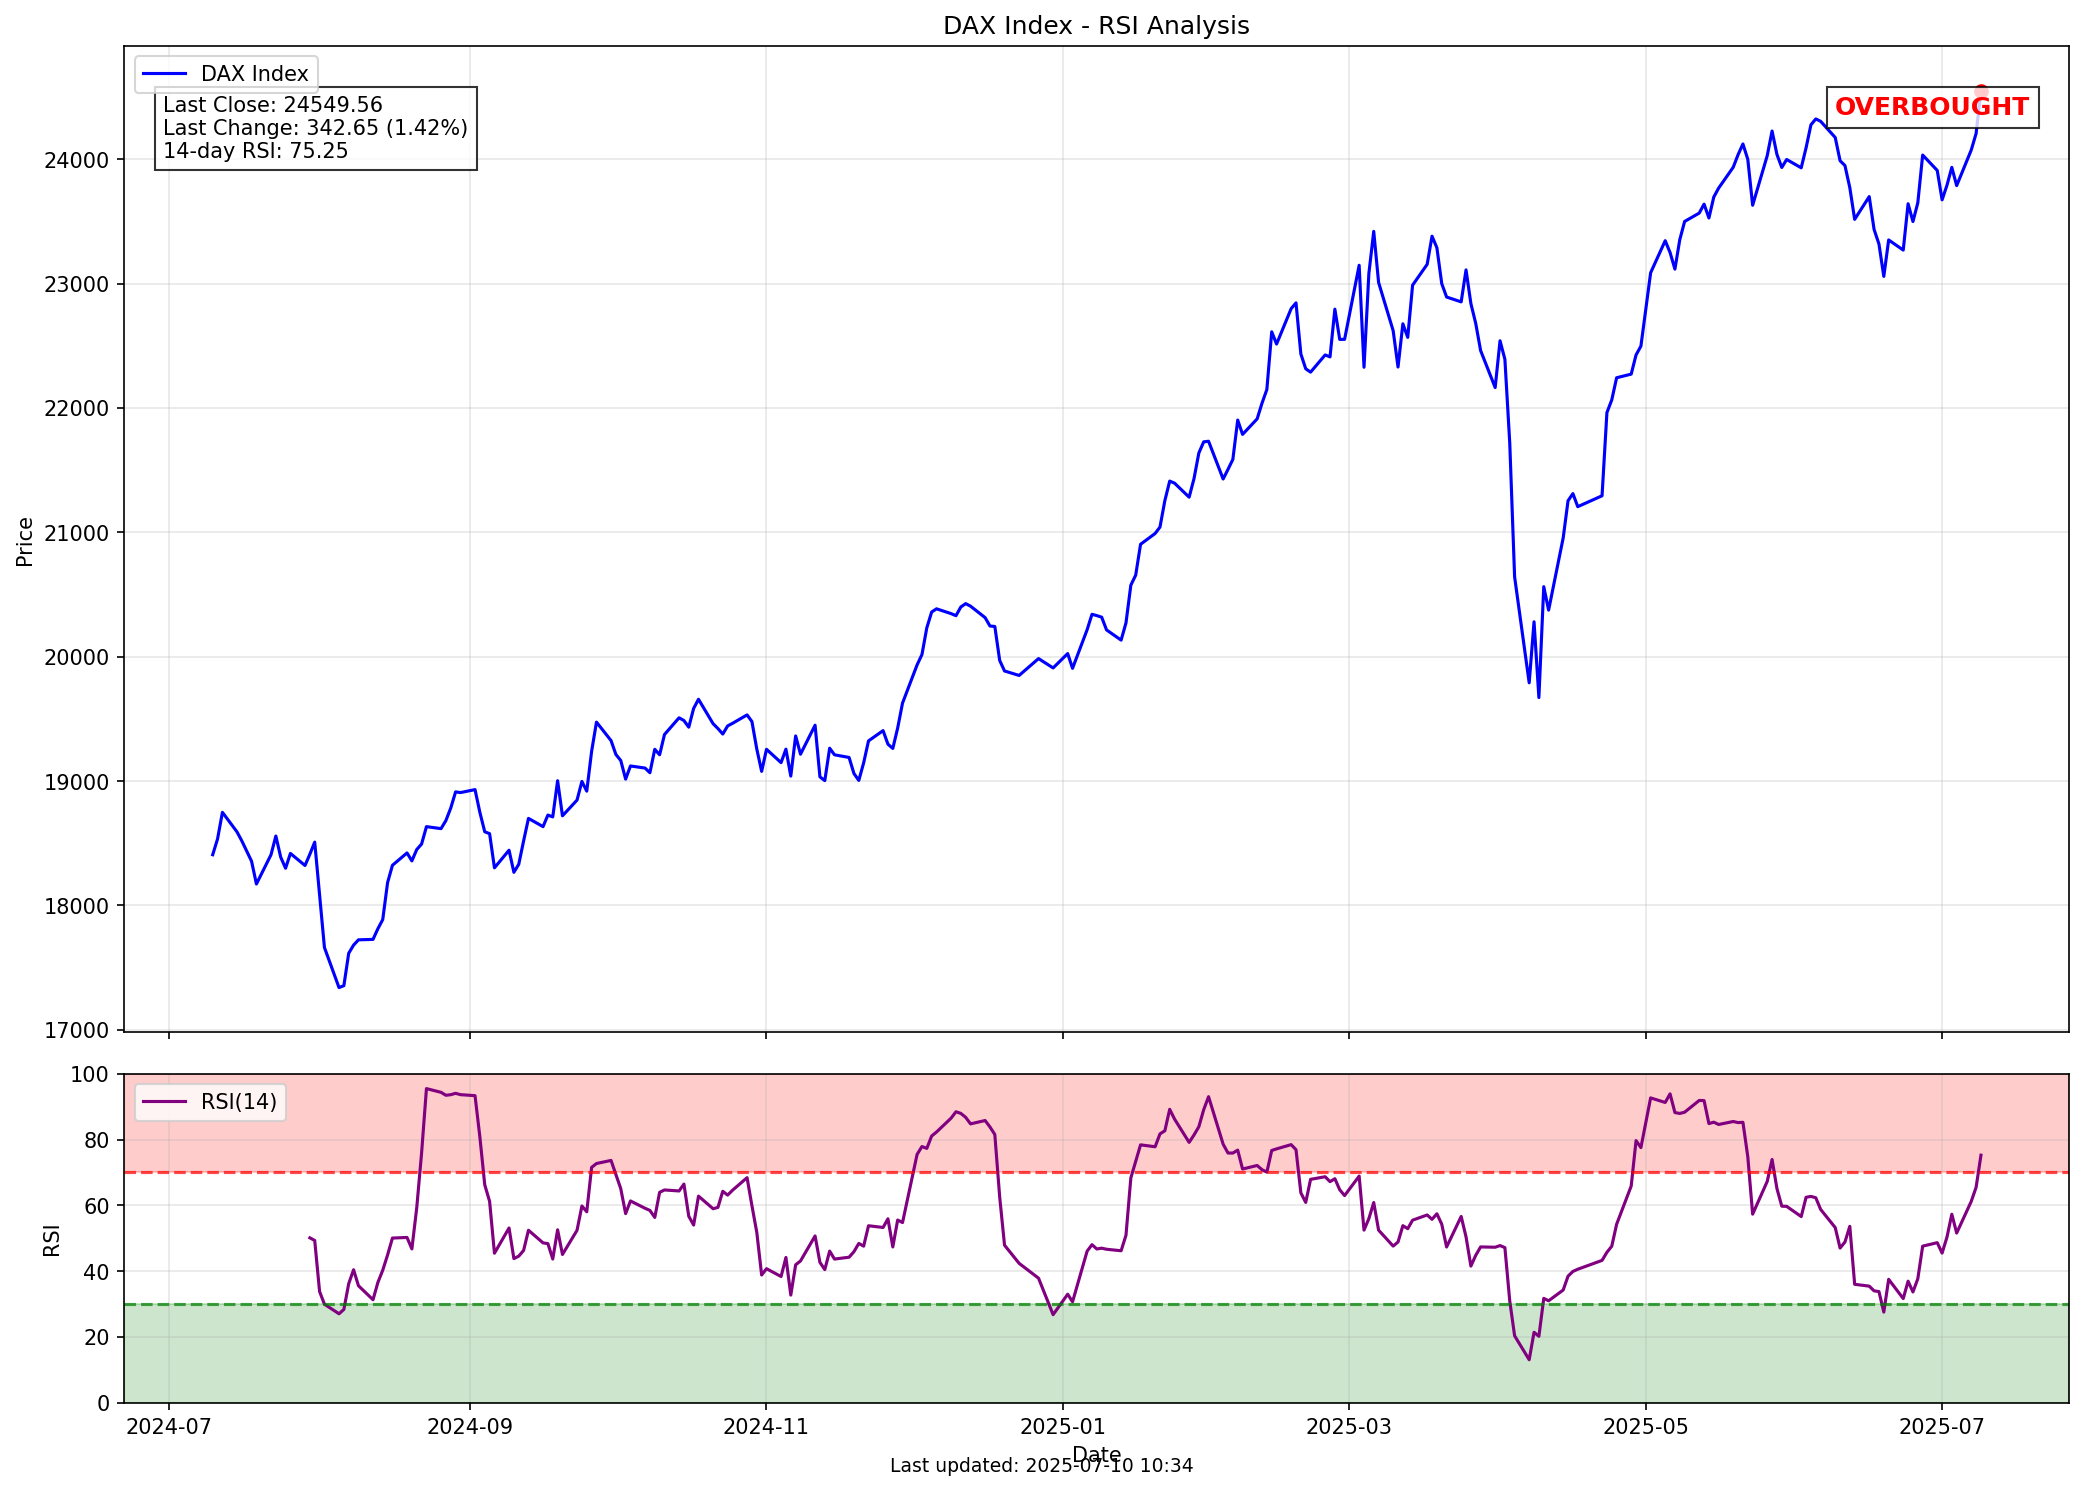 DAX Index - RSI Analysis
DAX Index
Last Close: 24549.56
Last Change: 342.65 (1.42%)
14-day RSI: 75.25
OVERBOUGHT
Price
24000
23000
22000
21000
20000
19000
18000
17000
RSI(14)
RSI
100
80
60
40
20
0
2024-07
2024-09
2024-11
2025-01
2025-03
2025-05
2025-07
Date
Last updated: 2025-07-10 10:34